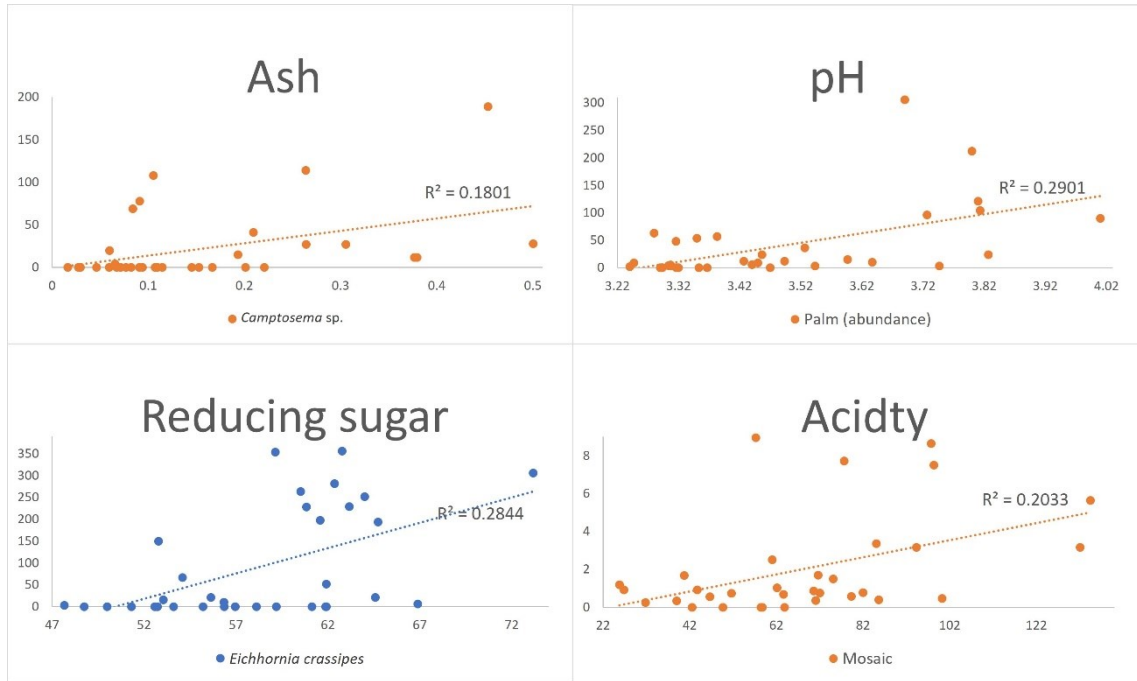 Ash
200
150
100
50
0
0 0.1 0.2 0.3 0.4 0.5
R² = 0.1801
Camptosema sp.
pH
300
250
200
150
100
50
0
3.22 3.32 3.42 3.52 3.62 3.72 3.82 3.92 4.02
R² = 0.2901
Palm (abundance)
Reducing sugar
350
300
250
200
150
100
50
0
47 52 57 62 67 72
R² = 0.2844
Eichhornia crassipes
Acidty
8
6
4
2
0
22 42 62 82 102 122
R² = 0.2033
Mosaic